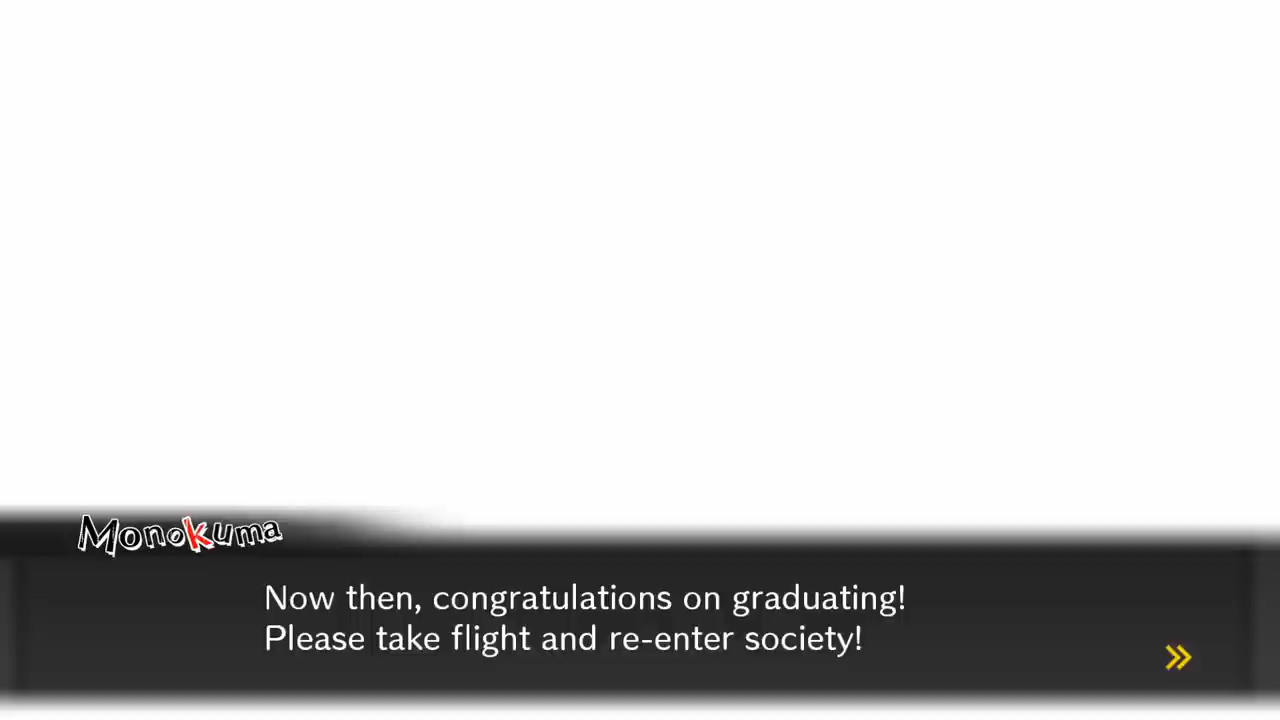 Monokuma
Now then, congratulations on graduating!
Please take flight and re-enter society!